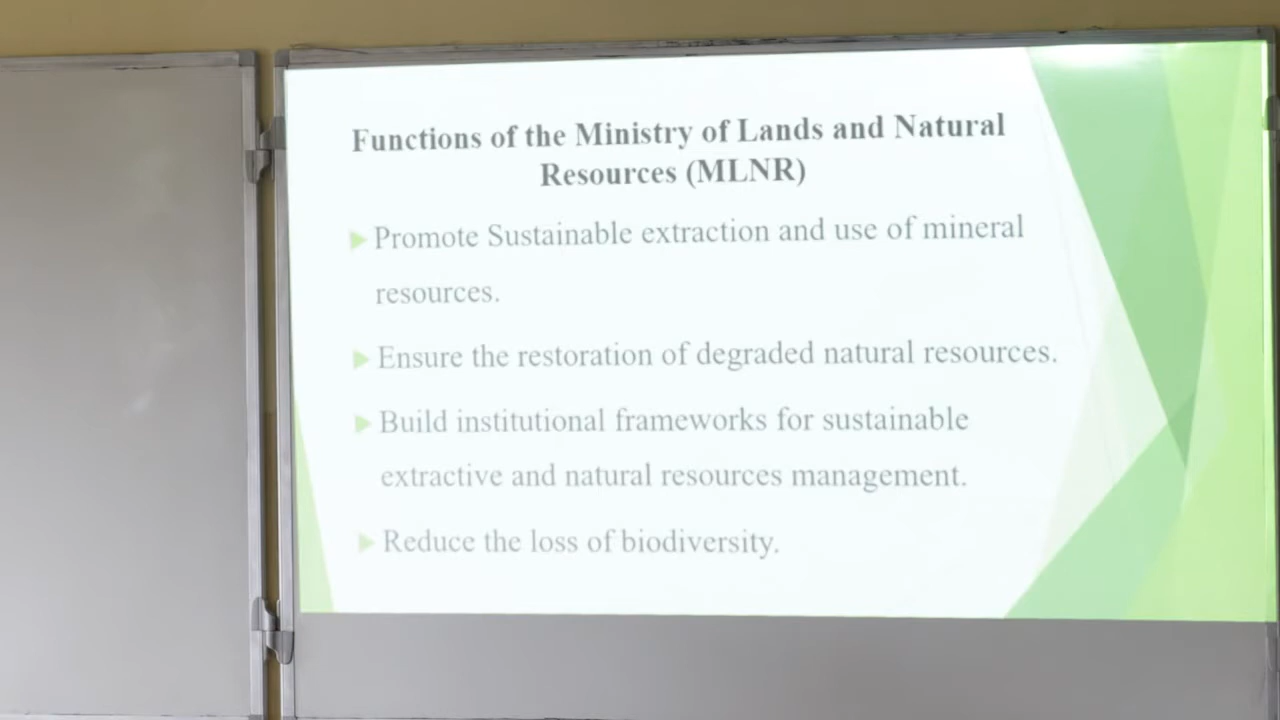 Functions of the Ministry of Lands and Natural
Resources (MLNR)
Promote Sustainable extraction and use of mineral
resources.
Ensure the restoration of degraded natural resources.
Build institutional frameworks for sustainable
extractive and natural resources management.
Reduce the loss of biodiversity.